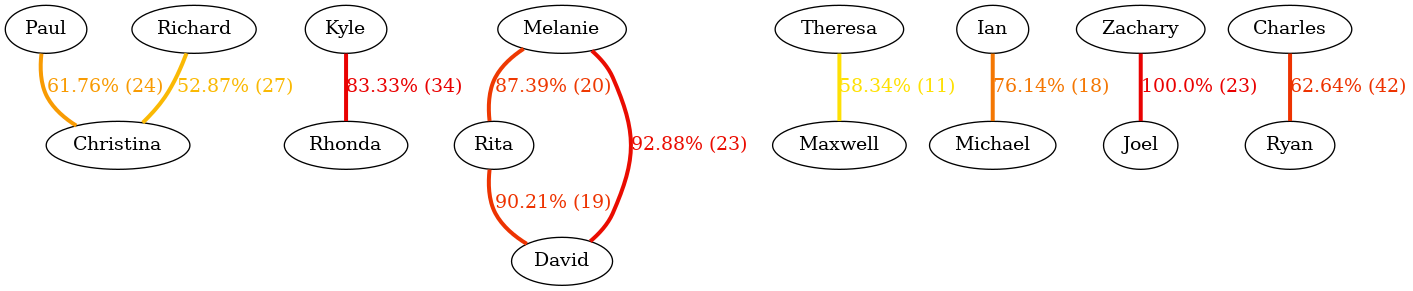 Paul Richard Kyle Melanie Theresa Ian Zachary Charles
61.76% (24) 52.87% (27) 83.33% (34) 87.39% (20) 58.34% (11) 76.14% (18) 100.0% (23) 62.64% (42)
Christina Rhonda Rita 92.88% (23) Maxwell Michael Joel Ryan
90.21% (19)
David